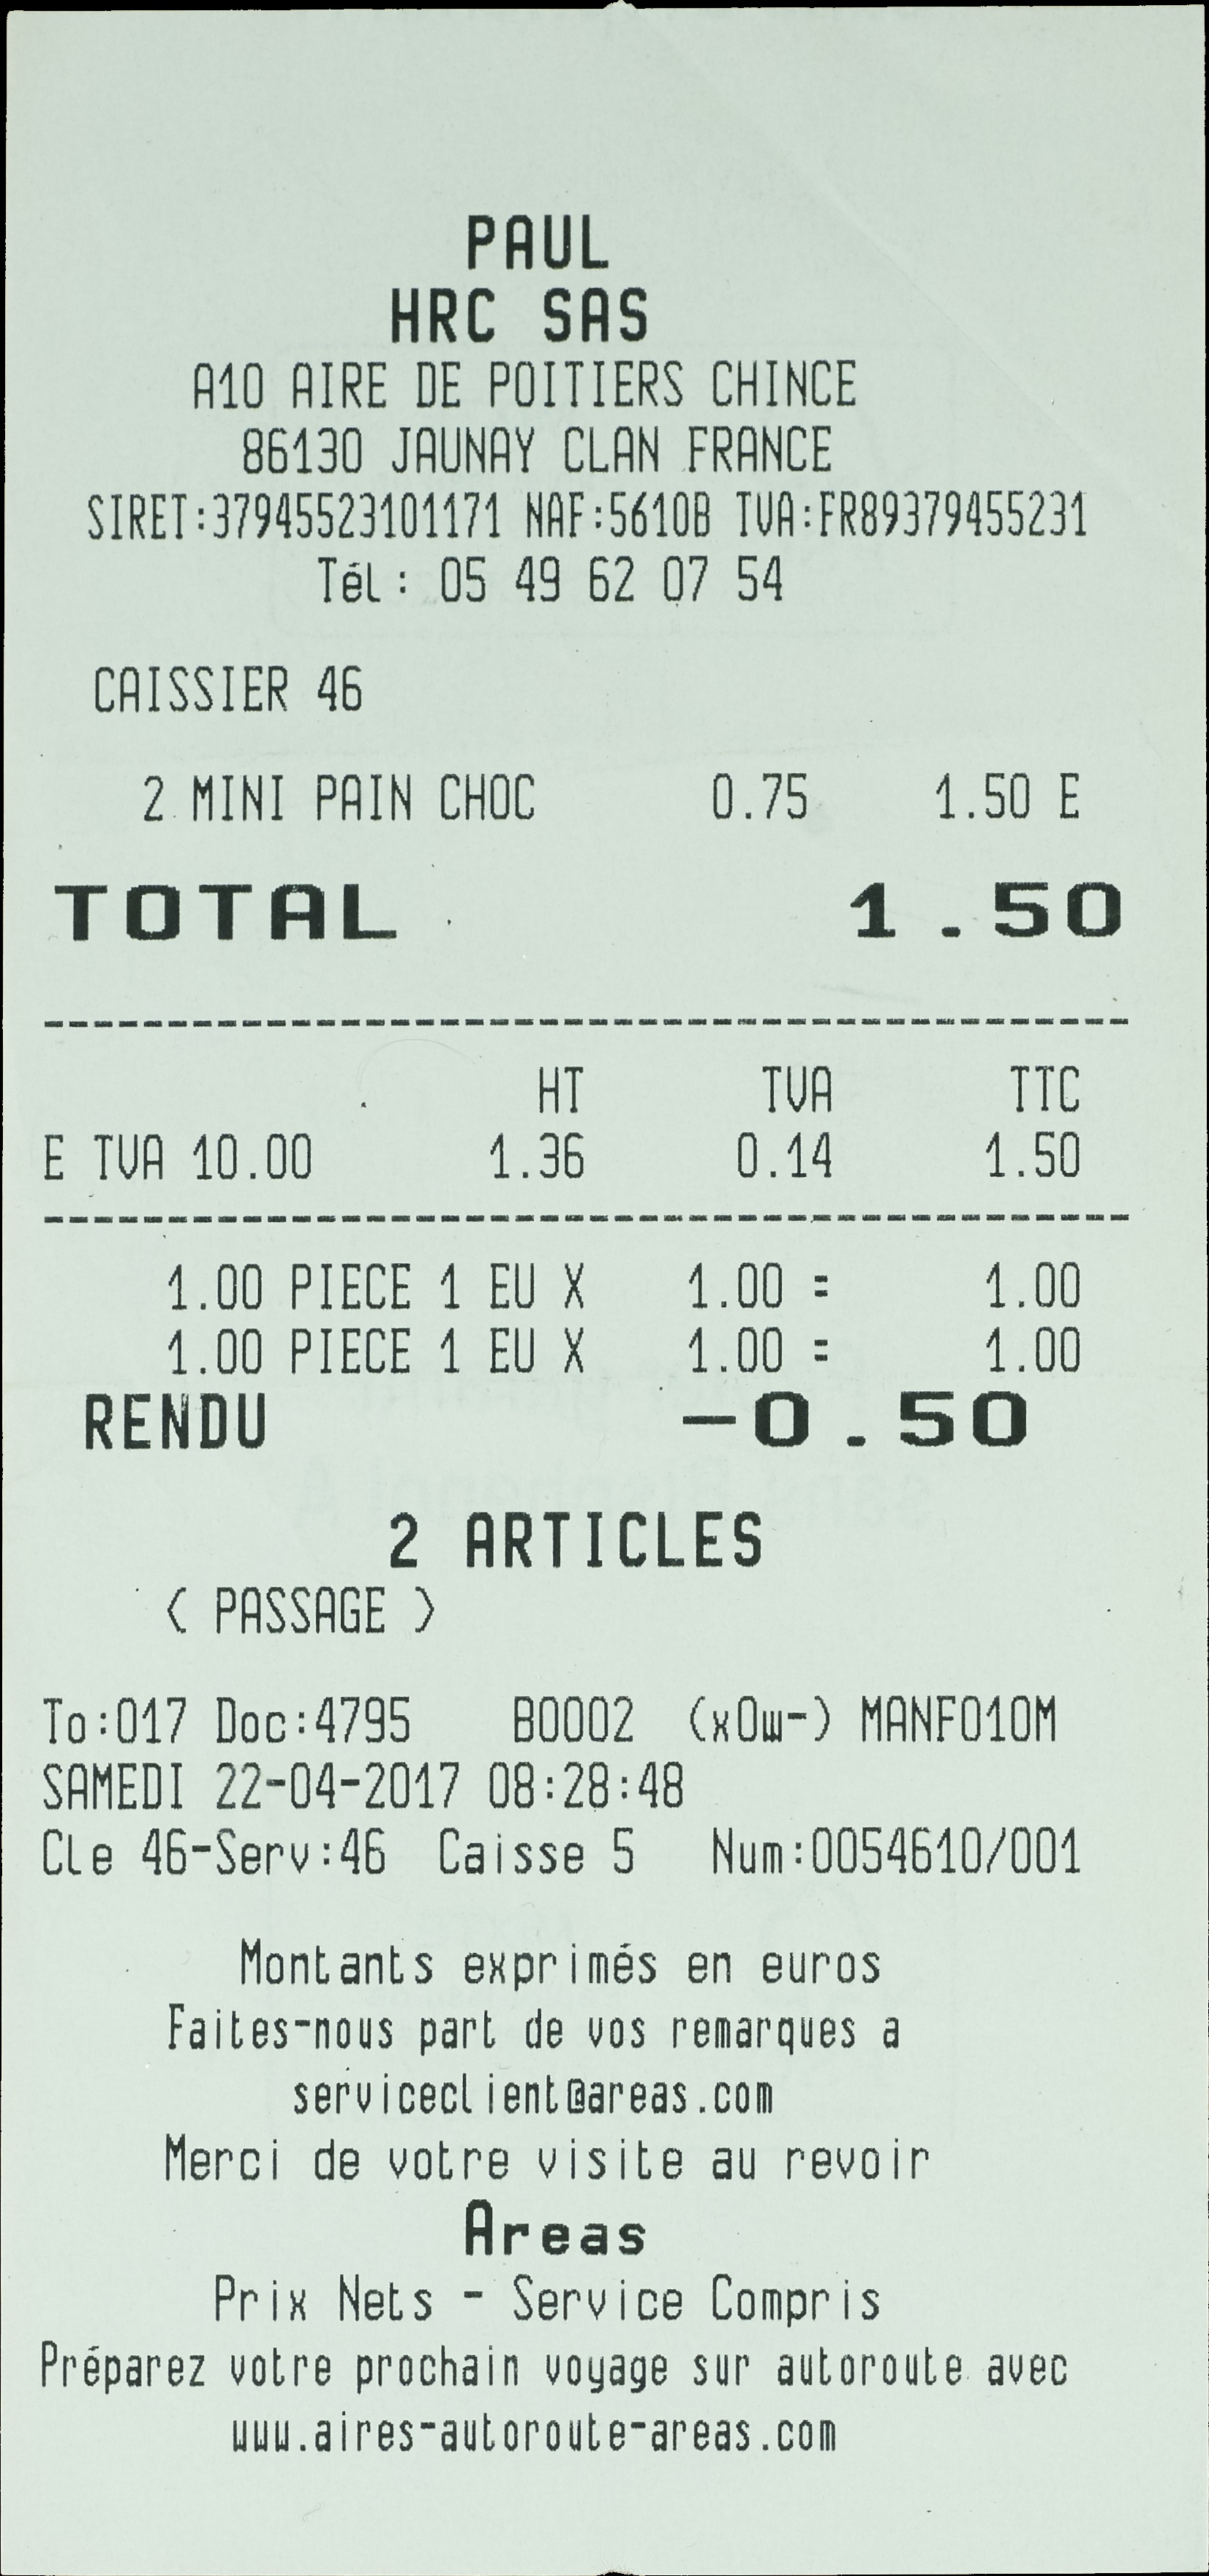 PAUL
HRC SAS
A10 AIRE DE POITIERS CHINCE
86130 JAUNAY CLAN FRANCE
SIRET:37945523101171 NAF:5610B TVA:FR89379455231
Tél: 05 49 62 07 54
CAISSIER 46
2 MINI PAIN CHOC 0.75 1.50 E
TOTAL 1.50
--------------------------------------------
HT TVA TTC
E TVA 10.00 1.36 0.14 1.50
--------------------------------------------
1.00 PIECE 1 EU X 1.00 = 1.00
1.00 PIECE 1 EU X 1.00 = 1.00
RENDU -0.50
2 ARTICLES
< PASSAGE >
To:017 Doc:4795 B0002 (xOw-) MANF010M
SAMEDI 22-04-2017 08:28:48
Cle 46-Serv:46 Caisse 5 Num:0054610/001
Montants exprimés en euros
Faites-nous part de vos remarques a
serviceclient@areas.com
Merci de votre visite au revoir
Areas
Prix Nets - Service Compris
Préparez votre prochain voyage sur autoroute avec
www.aires-autoroute-areas.com